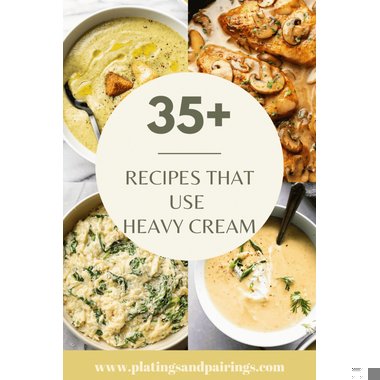 35+
RECIPES THAT
USE
HEAVY CREAM
www.platingsandpairings.com